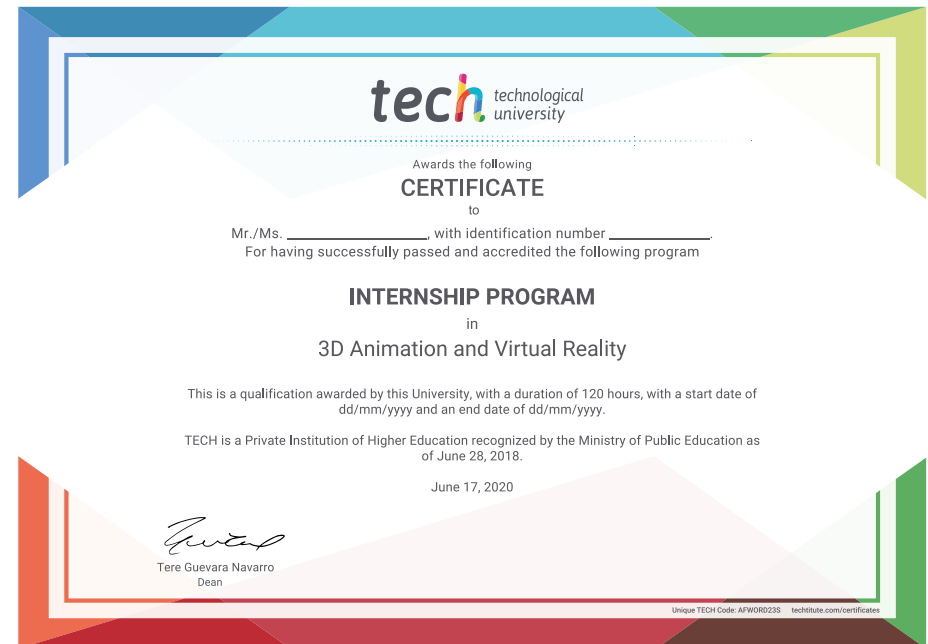 tech technological
university
Awards the following
CERTIFICATE
to
Mr./Ms. ____________________, with identification number ______________.
For having successfully passed and accredited the following program
INTERNSHIP PROGRAM
in
3D Animation and Virtual Reality
This is a qualification awarded by this University, with a duration of 120 hours, with a start date of
dd/mm/yyyy and an end date of dd/mm/yyyy.
TECH is a Private Institution of Higher Education recognized by the Ministry of Public Education as
of June 28, 2018.
June 17, 2020
Tere Guevara Navarro
Dean
Unique TECH Code: AFWORD23S techtitute.com/certificates